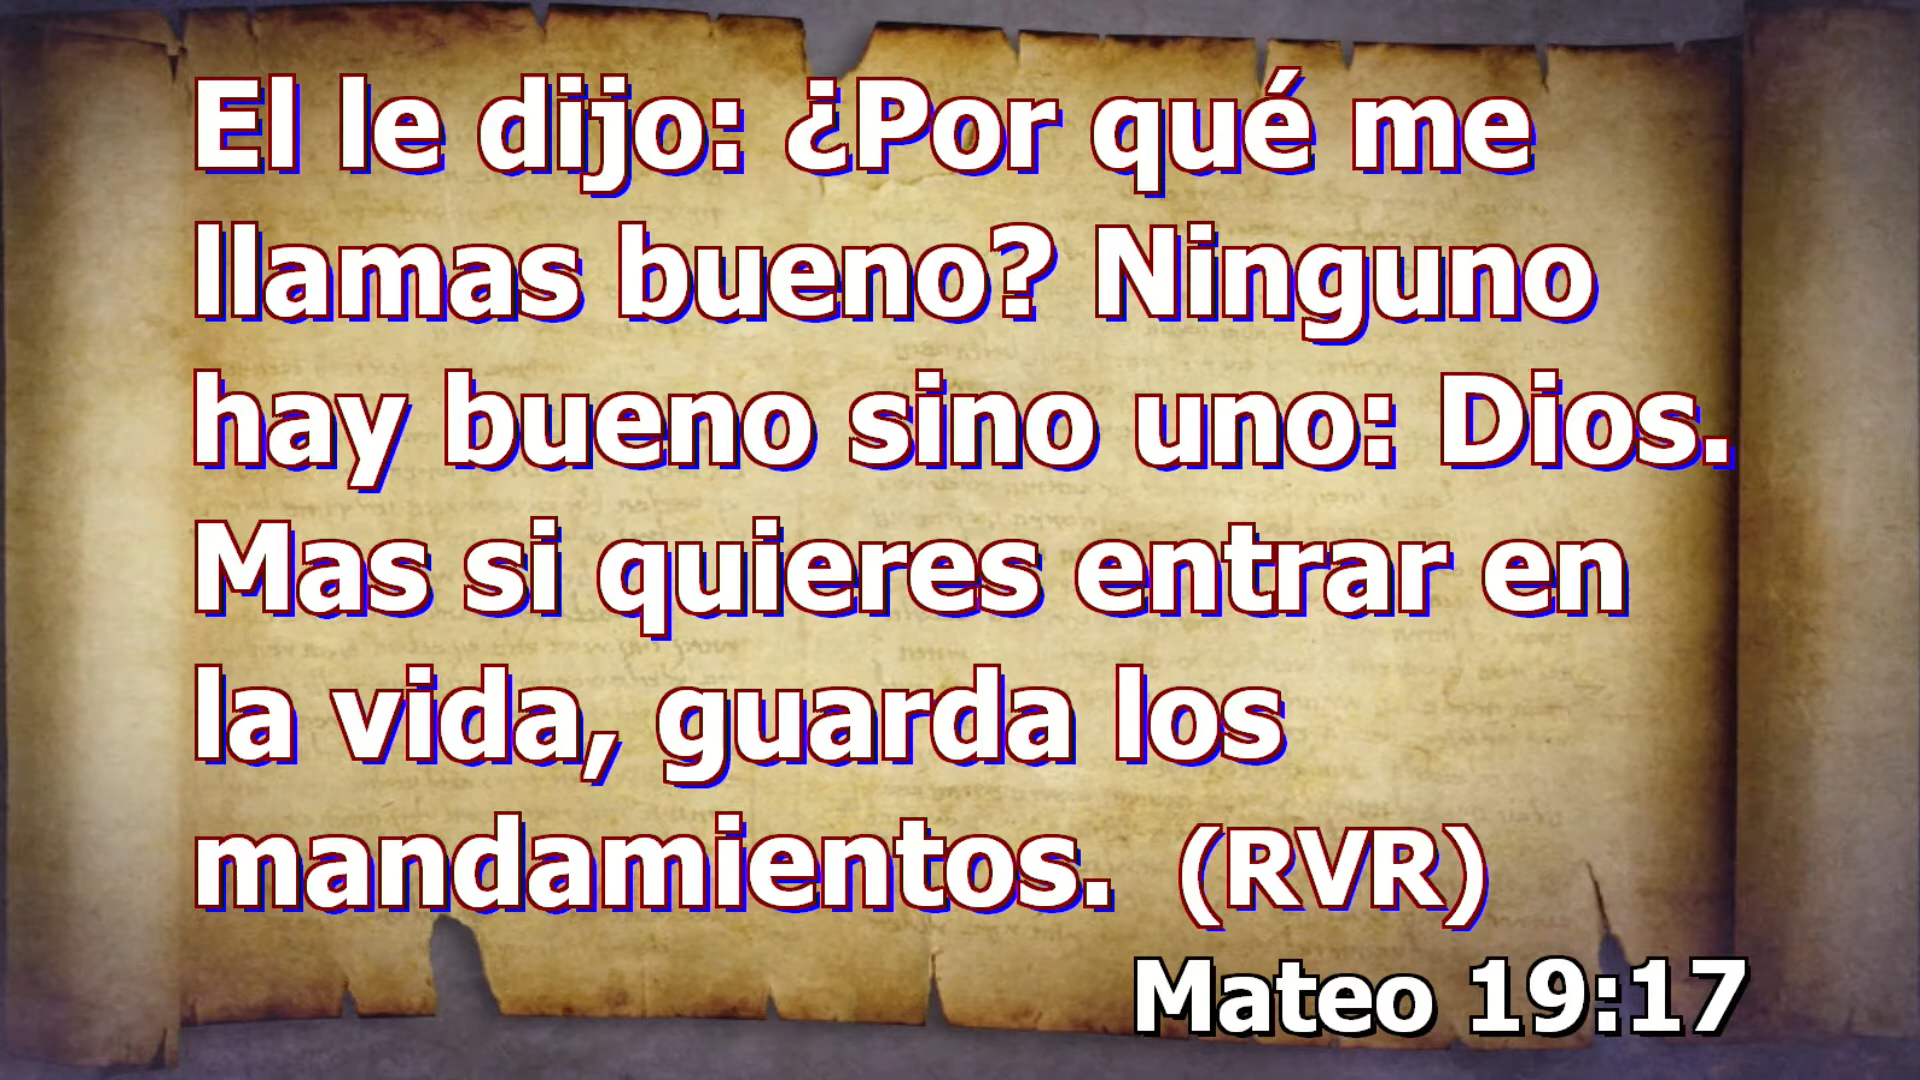 El le dijo: ¿Por qué me
llamas bueno? Ninguno
hay bueno sino uno: Dios.
Mas si quieres entrar en
la vida, guarda los
mandamientos. (RVR)
Mateo 19:17